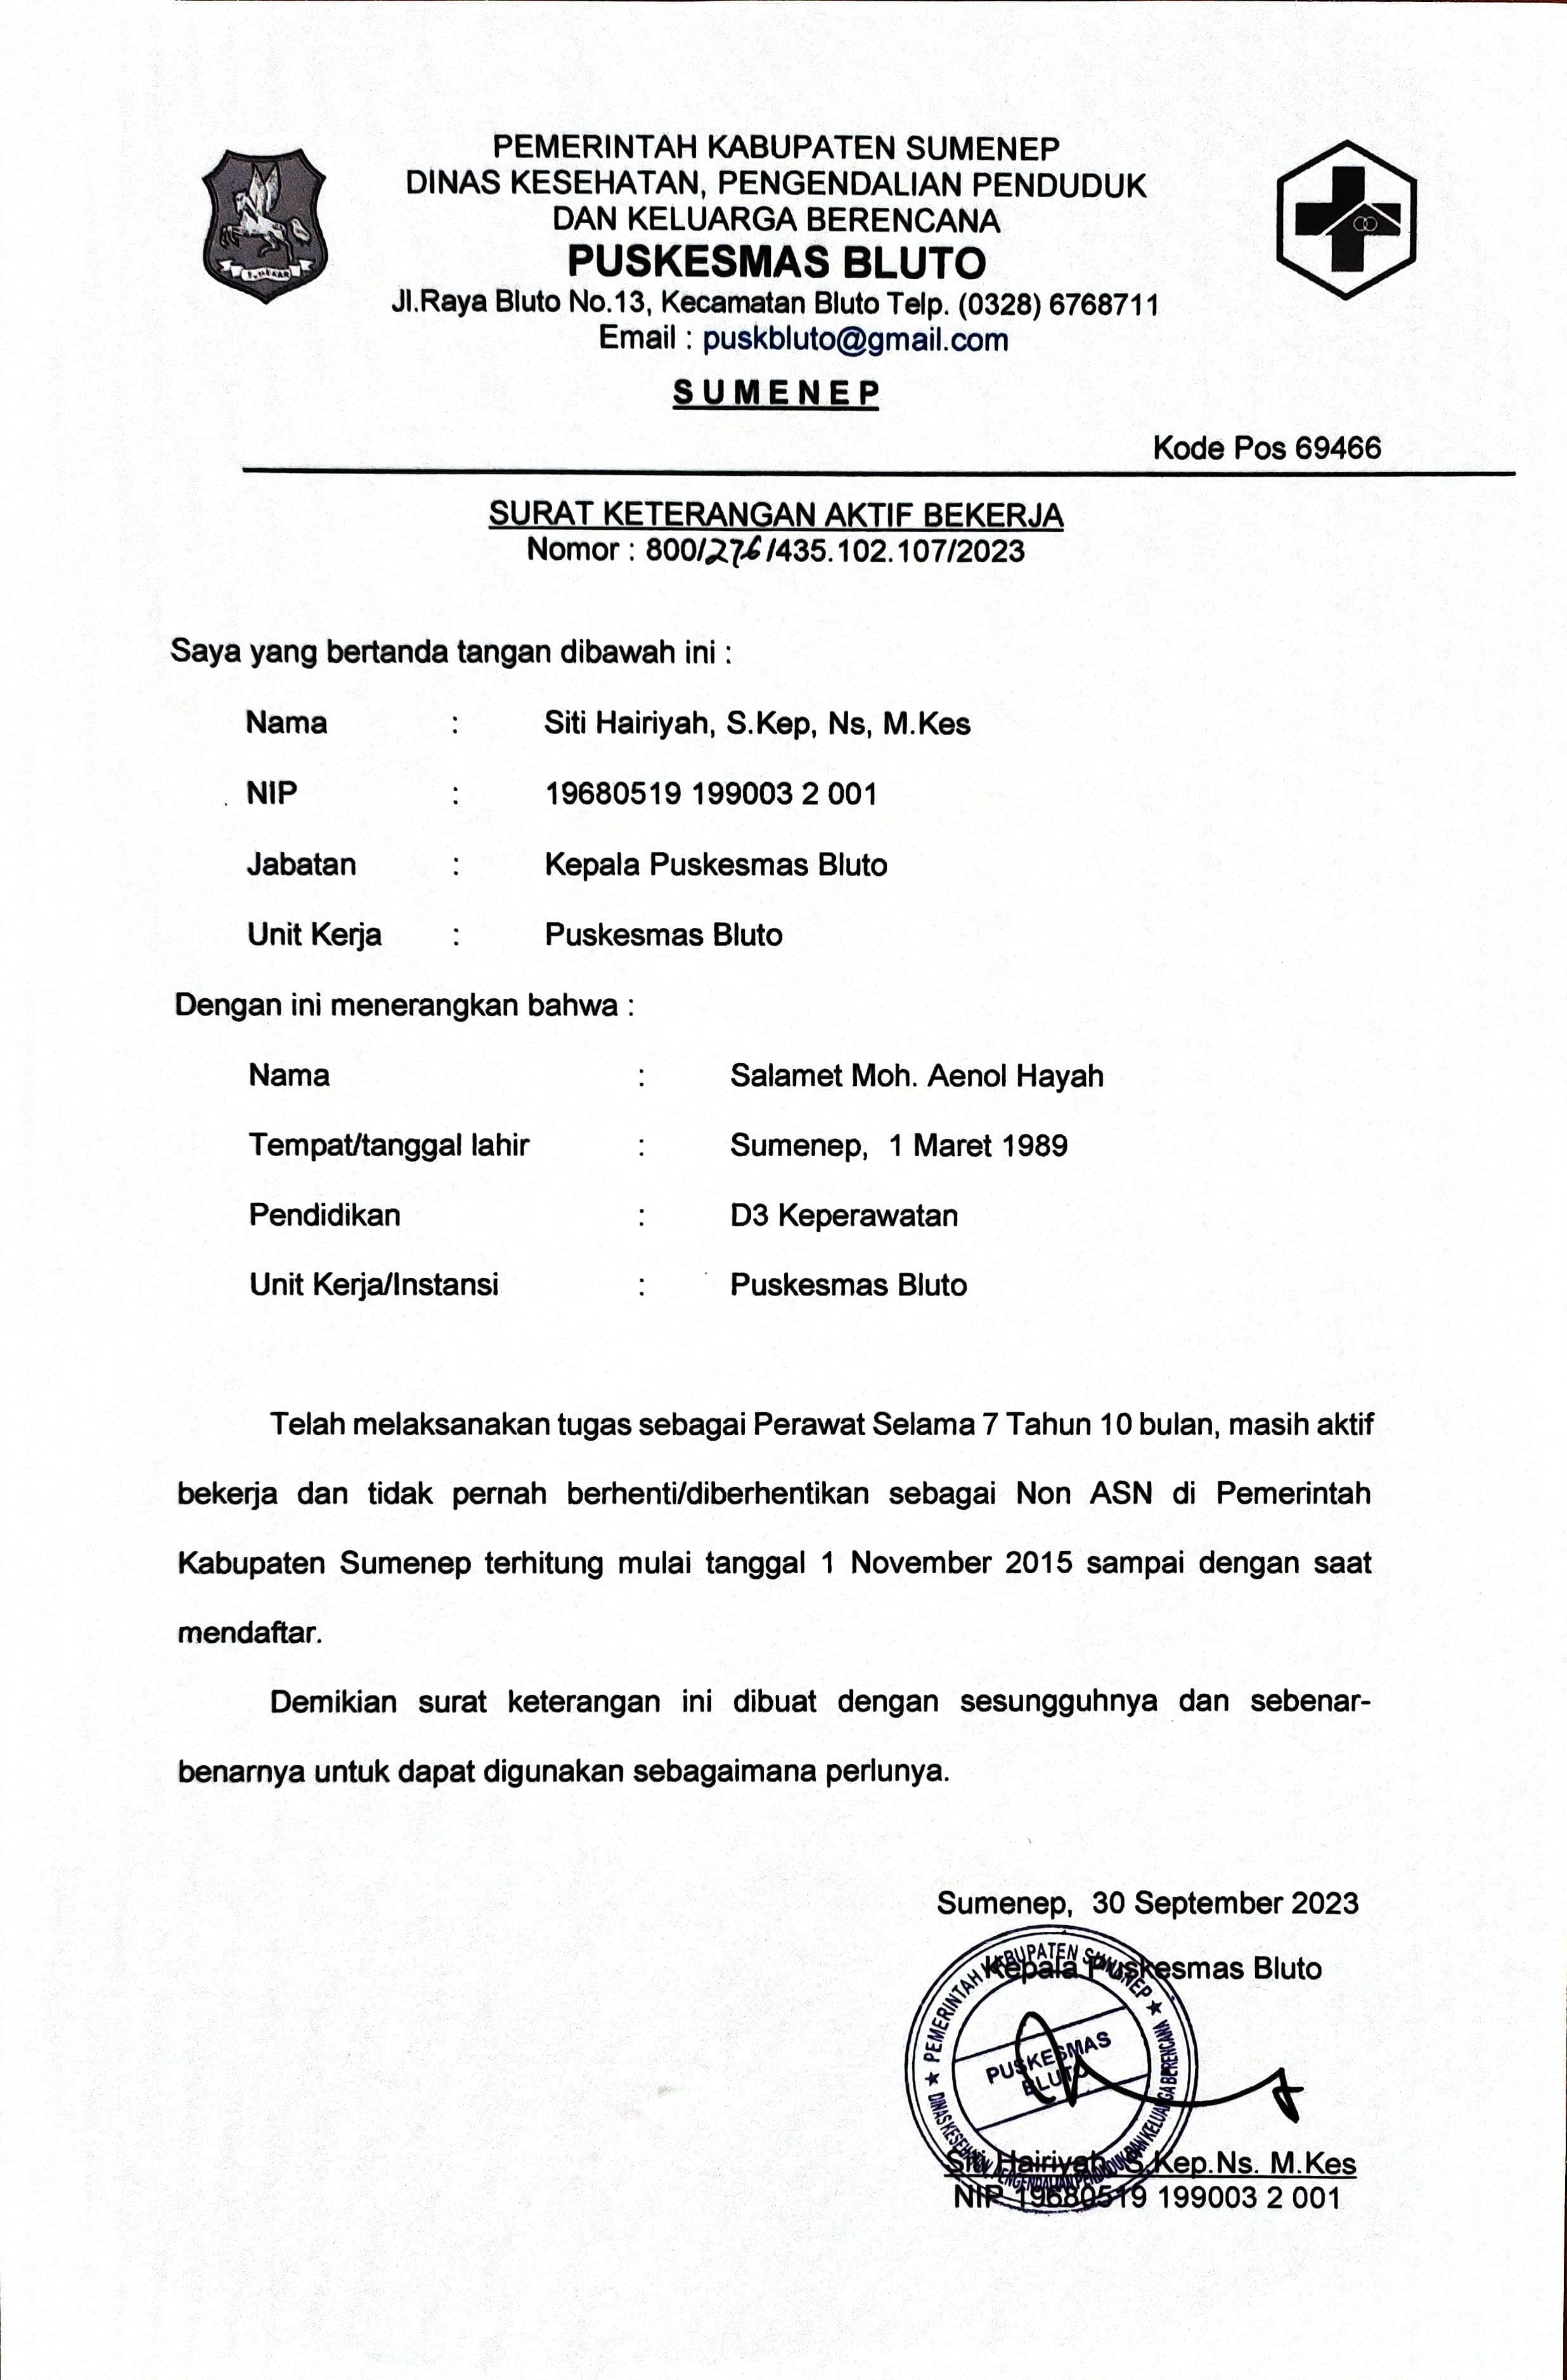 PEMERINTAH KABUPATEN SUMENEP
DINAS KESEHATAN, PENGENDALIAN PENDUDUK
DAN KELUARGA BERENCANA
PUSKESMAS BLUTO
Jl.Raya Bluto No.13, Kecamatan Bluto Telp. (0328) 6768711
Email : puskbluto@gmail.com
SUMENEP
Kode Pos 69466
SURAT KETERANGAN AKTIF BEKERJA
Nomor : 800/276/435.102.107/2023
Saya yang bertanda tangan dibawah ini :
Nama : Siti Hairiyah, S.Kep, Ns, M.Kes
NIP : 19680519 199003 2 001
Jabatan : Kepala Puskesmas Bluto
Unit Kerja : Puskesmas Bluto
Dengan ini menerangkan bahwa :
Nama : Salamet Moh. Aenol Hayah
Tempat/tanggal lahir : Sumenep, 1 Maret 1989
Pendidikan : D3 Keperawatan
Unit Kerja/Instansi : Puskesmas Bluto
Telah melaksanakan tugas sebagai Perawat Selama 7 Tahun 10 bulan, masih aktif
bekerja dan tidak pernah berhenti/diberhentikan sebagai Non ASN di Pemerintah
Kabupaten Sumenep terhitung mulai tanggal 1 November 2015 sampai dengan saat
mendaftar.
Demikian surat keterangan ini dibuat dengan sesungguhnya dan sebenar-
benarnya untuk dapat digunakan sebagaimana perlunya.
Sumenep, 30 September 2023
Kepala Puskesmas Bluto
PEMERINTAH KABUPATEN SUMENEP
PUSKESMAS
BLUTO
DINAS KESEHATAN, PENGENDALIAN PENDUDUK DAN KELUARGA BERENCANA
Siti Hairiyah, S.Kep.Ns. M.Kes
NIP 19680519 199003 2 001